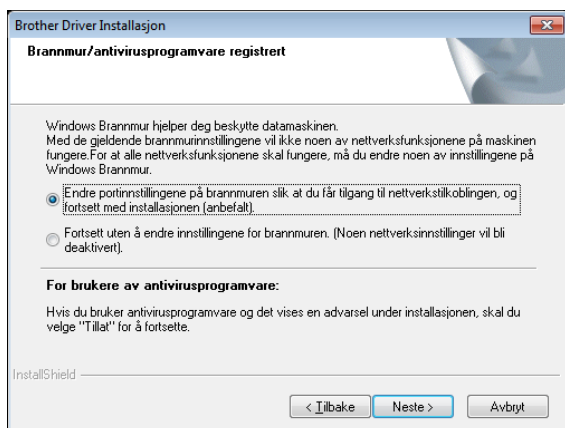 Brother Driver Installasjon
Brannmur/antivirusprogramvare registrert
Windows Brannmur hjelper deg beskytte datamaskinen.
Med de gjeldende brannmurinnstillingene vil ikke noen av nettverksfunksjonene på maskinen
fungere.For at alle nettverksfunksjonene skal fungere, må du endre noen av innstillingene på
Windows Brannmur.
Endre portinnstillingene på brannmuren slik at du får tilgang til nettverkstilkoblingen, og
fortsett med installasjonen (anbefalt).
Fortsett uten å endre innstillingene for brannmuren. (Noen nettverksinnstillinger vil bli
deaktivert).
For brukere av antivirusprogramvare:
Hvis du bruker antivirusprogramvare og det vises en advarsel under installasjonen, skal du
velge "Tillat" for å fortsette.
InstallShield
< Tilbake Neste > Avbryt